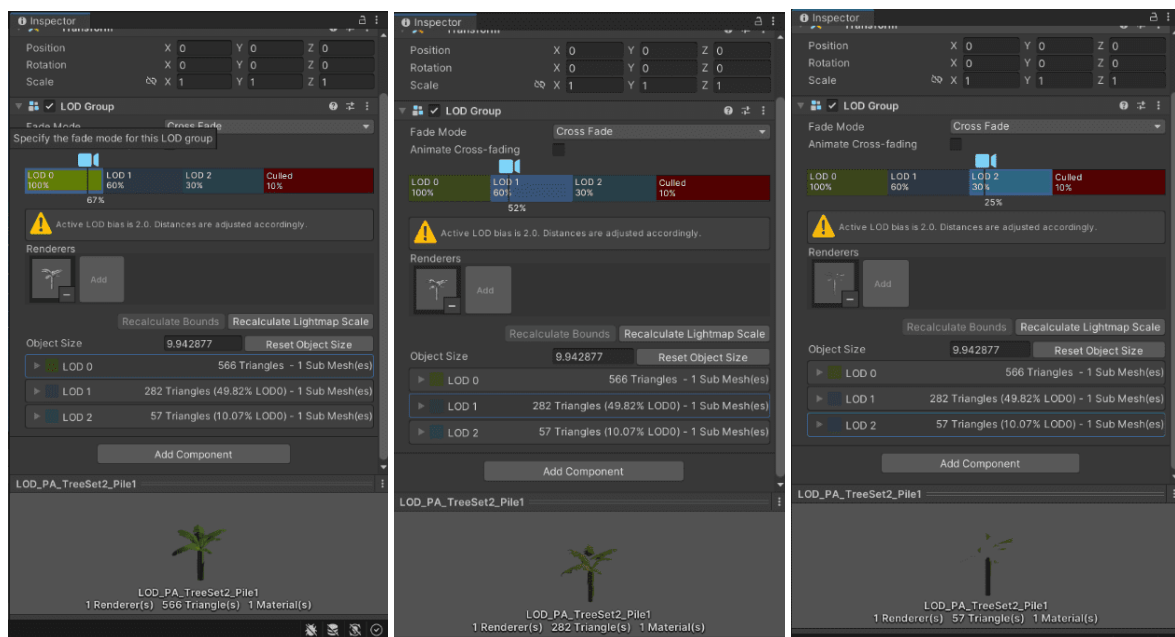 Inspector
Transform
Position X 0 Y 0 Z 0
Rotation X 0 Y 0 Z 0
Scale X 1 Y 1 Z 1
LOD Group
Fade Mode Cross Fade
Specify the fade mode for this LOD group
LOD 0 LOD 1 LOD 2 Culled
100% 60% 30% 10%
67%
Active LOD bias is 2.0. Distances are adjusted accordingly.
Renderers
Add
Recalculate Bounds Recalculate Lightmap Scale
Object Size 9.942877 Reset Object Size
LOD 0 566 Triangles - 1 Sub Mesh(es)
LOD 1 282 Triangles (49.82% LOD0) - 1 Sub Mesh(es)
LOD 2 57 Triangles (10.07% LOD0) - 1 Sub Mesh(es)
Add Component
LOD_PA_TreeSet2_Pile1
LOD_PA_TreeSet2_Pile1
1 Renderer(s) 566 Triangle(s) 1 Material(s)
Inspector
Transform
Position X 0 Y 0 Z 0
Rotation X 0 Y 0 Z 0
Scale X 1 Y 1 Z 1
LOD Group
Fade Mode Cross Fade
Animate Cross-fading
LOD 0 LOD 1 LOD 2 Culled
100% 60% 30% 10%
52%
Active LOD bias is 2.0. Distances are adjusted accordingly.
Renderers
Add
Recalculate Bounds Recalculate Lightmap Scale
Object Size 9.942877 Reset Object Size
LOD 0 566 Triangles - 1 Sub Mesh(es)
LOD 1 282 Triangles (49.82% LOD0) - 1 Sub Mesh(es)
LOD 2 57 Triangles (10.07% LOD0) - 1 Sub Mesh(es)
Add Component
LOD_PA_TreeSet2_Pile1
LOD_PA_TreeSet2_Pile1
1 Renderer(s) 282 Triangle(s) 1 Material(s)
Inspector
Transform
Position X 0 Y 0 Z 0
Rotation X 0 Y 0 Z 0
Scale X 1 Y 1 Z 1
LOD Group
Fade Mode Cross Fade
Animate Cross-fading
LOD 0 LOD 1 LOD 2 Culled
100% 60% 30% 10%
25%
Active LOD bias is 2.0. Distances are adjusted accordingly.
Renderers
Add
Recalculate Bounds Recalculate Lightmap Scale
Object Size 9.942877 Reset Object Size
LOD 0 566 Triangles - 1 Sub Mesh(es)
LOD 1 282 Triangles (49.82% LOD0) - 1 Sub Mesh(es)
LOD 2 57 Triangles (10.07% LOD0) - 1 Sub Mesh(es)
Add Component
LOD_PA_TreeSet2_Pile1
LOD_PA_TreeSet2_Pile1
1 Renderer(s) 57 Triangle(s) 1 Material(s)